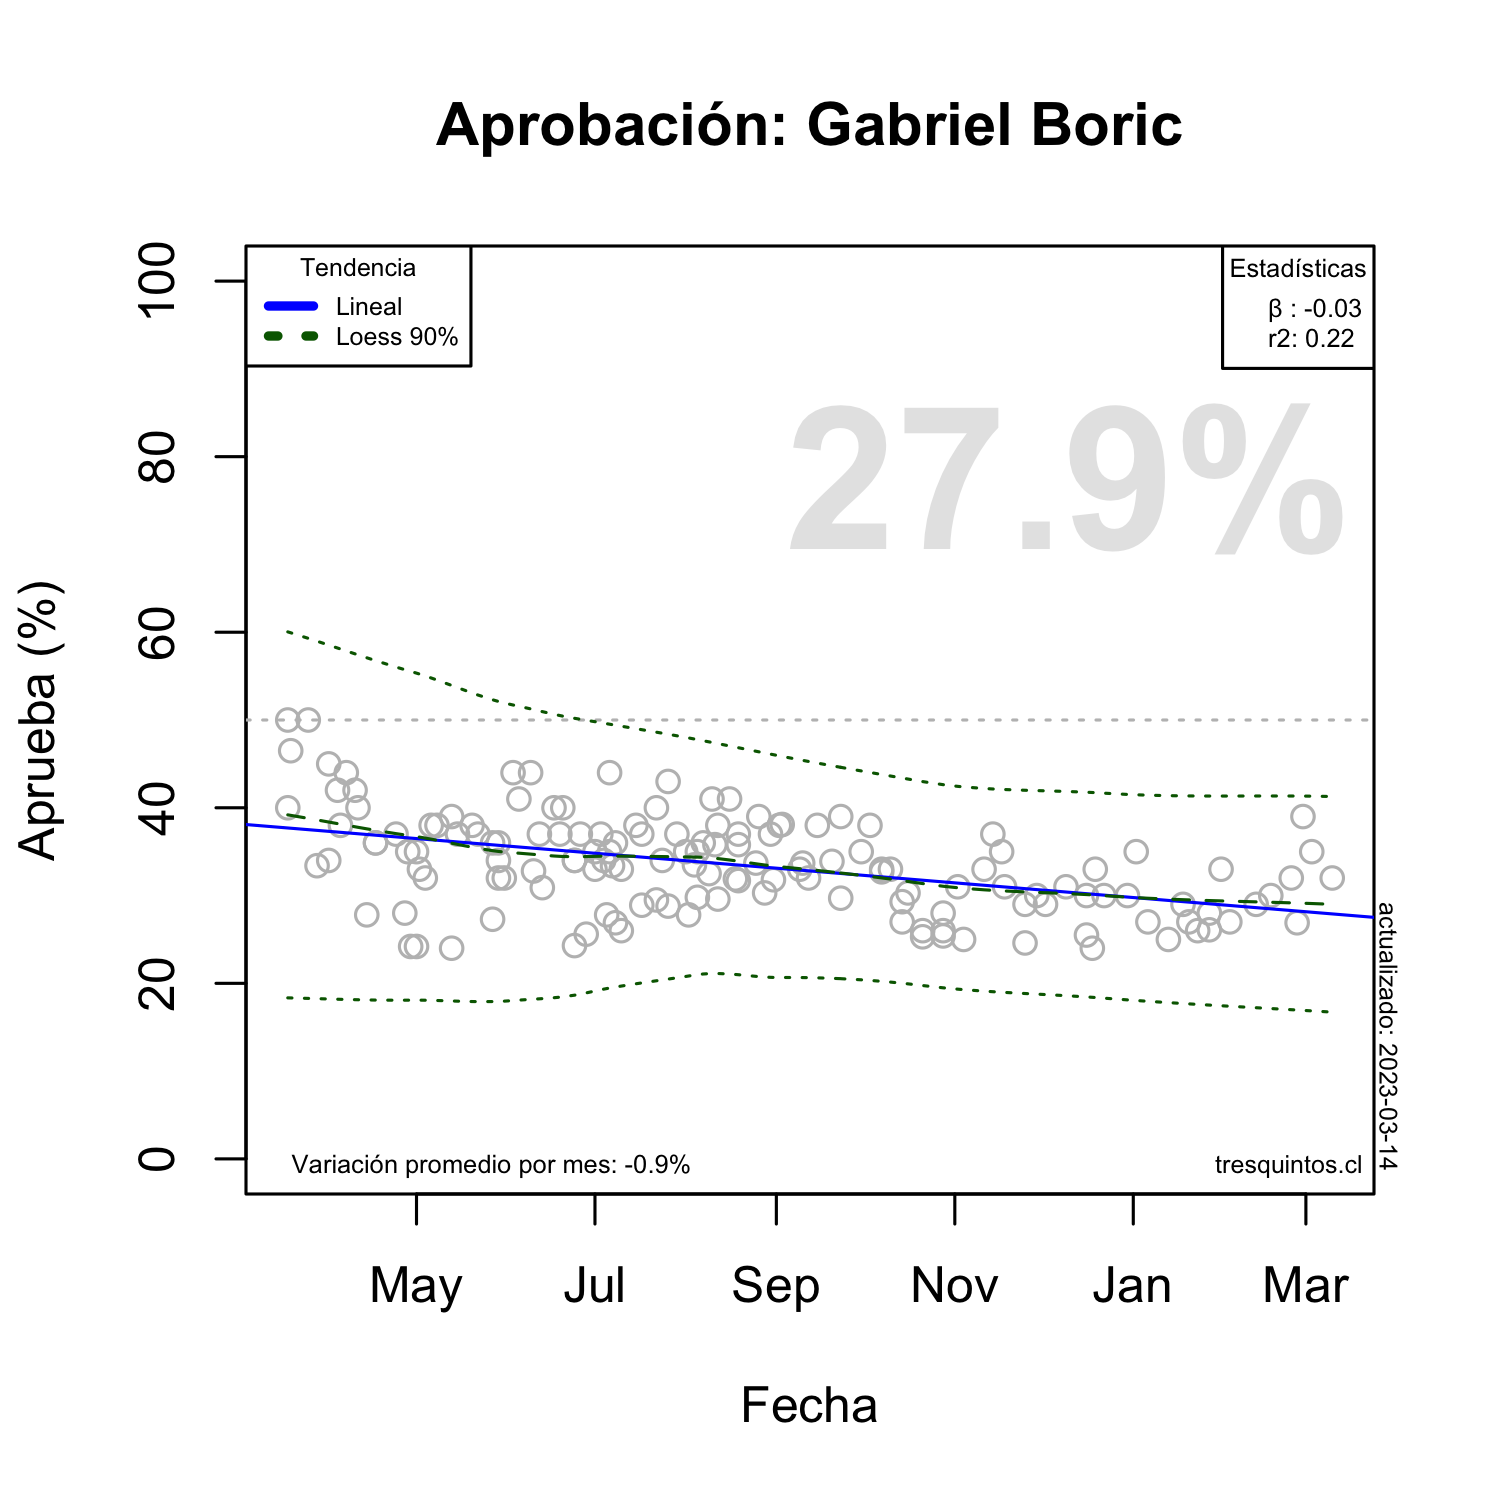 Aprobación: Gabriel Boric
Tendencia
Lineal
Loess 90%
Estadísticas
β : -0.03
r2: 0.22
27.9%
Aprueba (%)
100
80
60
40
20
0
Variación promedio por mes: -0.9%
tresquintos.cl
actualizado: 2023-03-14
May
Jul
Sep
Nov
Jan
Mar
Fecha